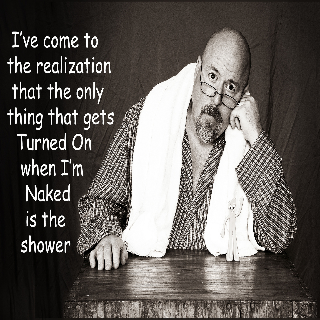 I've come to
the realization
that the only
thing that gets
Turned On
when I'm
Naked
is the
shower